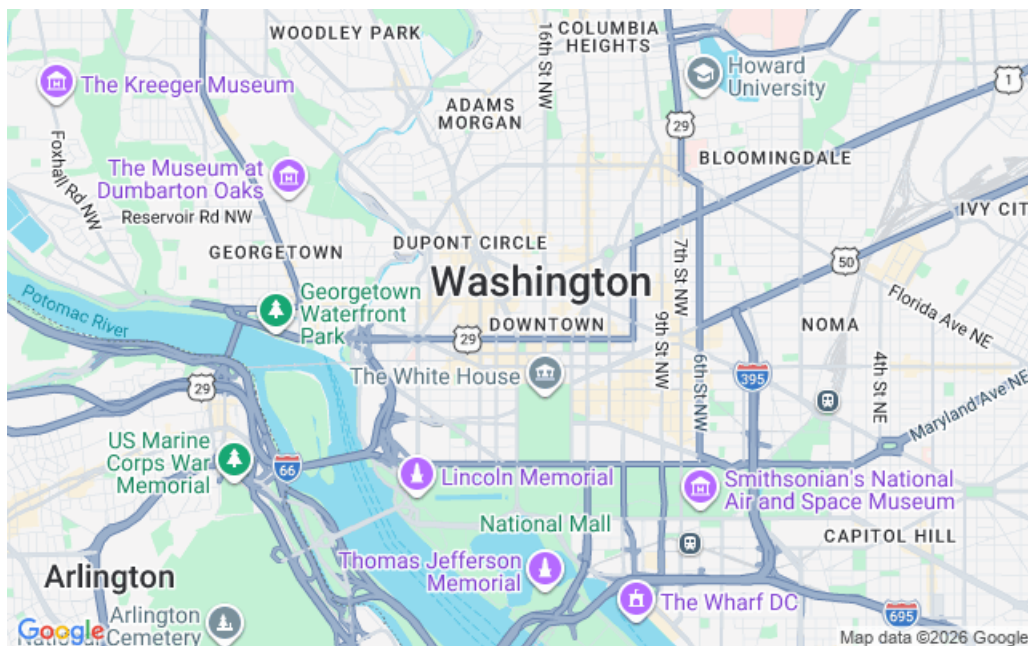 WOODLEY PARK
16th St NW
COLUMBIA
HEIGHTS
The Kreeger Museum
Howard
University
1
ADAMS
MORGAN
29
Foxhall Rd NW
The Museum at
Dumbarton Oaks
BLOOMINGDALE
Reservoir Rd NW
IVY CIT
GEORGETOWN
DUPONT CIRCLE
7th St NW
50
Washington
Potomac River
Georgetown
Waterfront
Park
Florida Ave NE
29
DOWNTOWN
9th St NW
NOMA
The White House
6th St NW
395
4th St NE
29
Maryland Ave NE
US Marine
Corps War
Memorial
66
Lincoln Memorial
Smithsonian's National
Air and Space Museum
National Mall
CAPITOL HILL
Thomas Jefferson
Memorial
Arlington
The Wharf DC
695
Arlington
National Cemetery
Google
Map data ©2026 Google